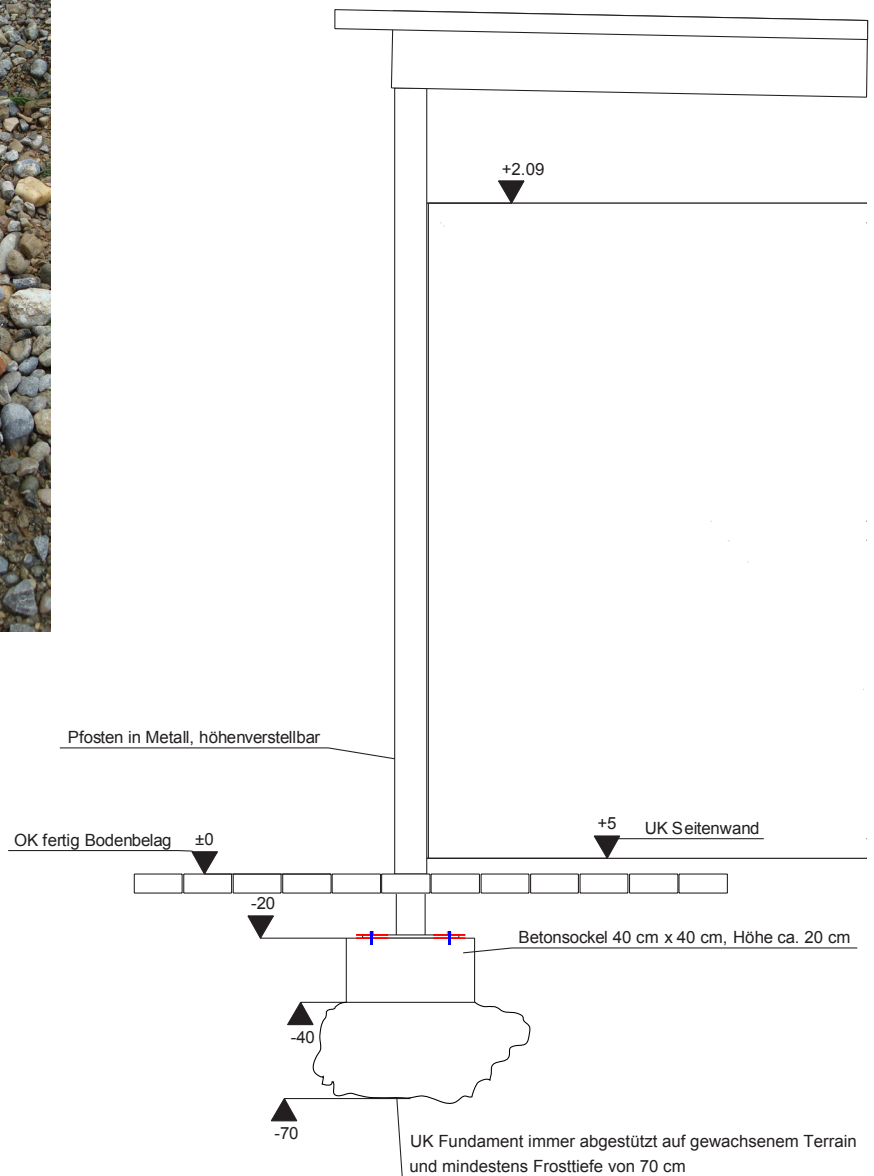 +2.09
Pfosten in Metall, höhenverstellbar
OK fertig Bodenbelag ±0
+5 UK Seitenwand
-20
Betonsockel 40 cm x 40 cm, Höhe ca. 20 cm
-40
-70
UK Fundament immer abgestützt auf gewachsenem Terrain
und mindestens Frosttiefe von 70 cm